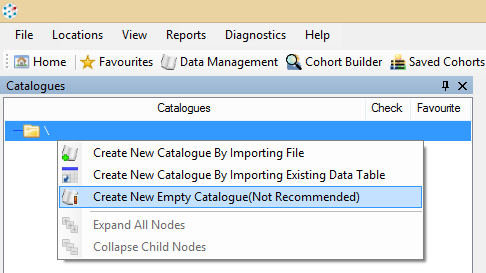 File Locations View Reports Diagnostics Help
Home Favourites Data Management Cohort Builder Saved Cohorts
Catalogues
Catalogues Check Favourite
\
Create New Catalogue By Importing File
Create New Catalogue By Importing Existing Data Table
Create New Empty Catalogue(Not Recommended)
Expand All Nodes
Collapse Child Nodes